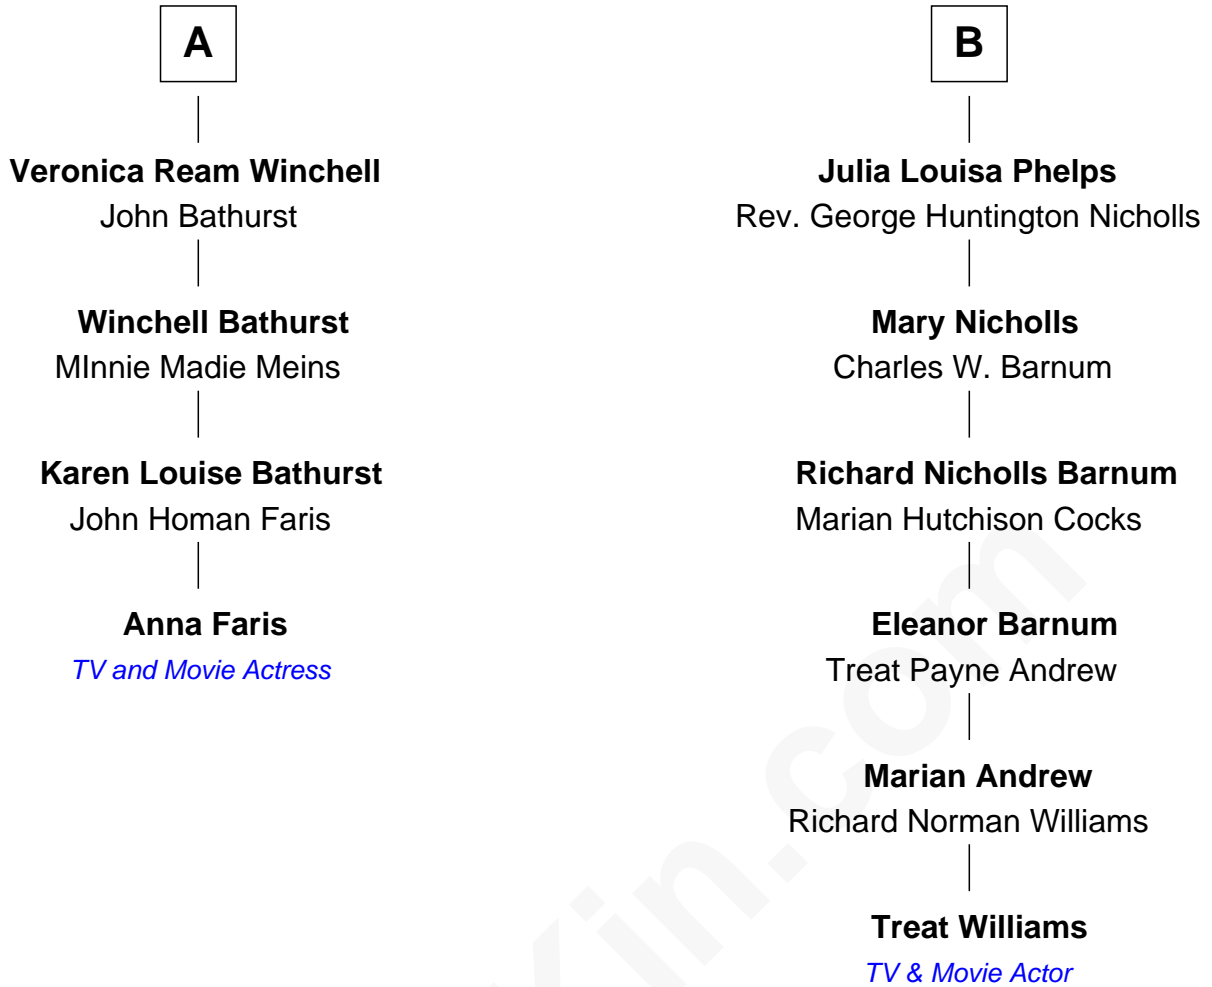 A
Veronica Ream Winchell
John Bathurst
Winchell Bathurst
MInnie Madie Meins
Karen Louise Bathurst
John Homan Faris
Anna Faris
TV and Movie Actress
B
Julia Louisa Phelps
Rev. George Huntington Nicholls
Mary Nicholls
Charles W. Barnum
Richard Nicholls Barnum
Marian Hutchison Cocks
Eleanor Barnum
Treat Payne Andrew
Marian Andrew
Richard Norman Williams
Treat Williams
TV & Movie Actor
Kin.com